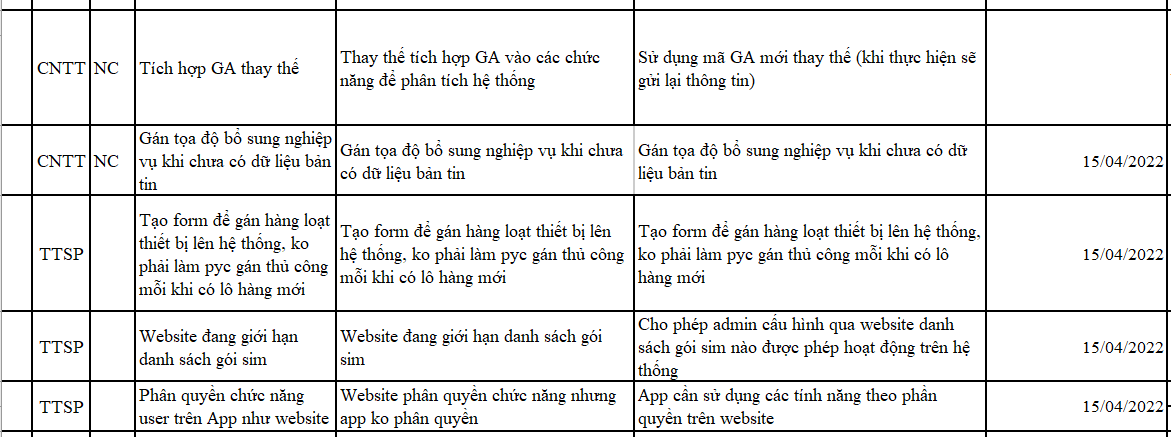 CNTT NC Tích hợp GA thay thế
Thay thế tích hợp GA vào các chức
năng để phân tích hệ thống
Sử dụng mã GA mới thay thế (khi thực hiện sẽ
gửi lại thông tin)
CNTT NC
Gán tọa độ bổ sung nghiệp
vụ khi chưa có dữ liệu bản
tin
Gán tọa độ bổ sung nghiệp vụ khi chưa
có dữ liệu bản tin
Gán tọa độ bổ sung nghiệp vụ khi chưa có dữ
liệu bản tin
15/04/2022
TTSP
Tạo form để gán hàng loạt
thiết bị lên hệ thống, ko
phải làm pyc gán thủ công
mỗi khi có lô hàng mới
Tạo form để gán hàng loạt thiết bị lên
hệ thống, ko phải làm pyc gán thủ công
mỗi khi có lô hàng mới
Tạo form để gán hàng loạt thiết bị lên hệ thống,
ko phải làm pyc gán thủ công mỗi khi có lô
hàng mới
15/04/2022
TTSP
Website đang giới hạn
danh sách gói sim
Website đang giới hạn danh sách gói
sim
Cho phép admin cấu hình qua website danh
sách gói sim nào được phép hoạt động trên hệ
thống
15/04/2022
TTSP
Phân quyền chức năng
user trên App như website
Website phân quyền chức năng nhưng
app ko phân quyền
App cần sử dụng các tính năng theo phần
quyền trên website
15/04/2022